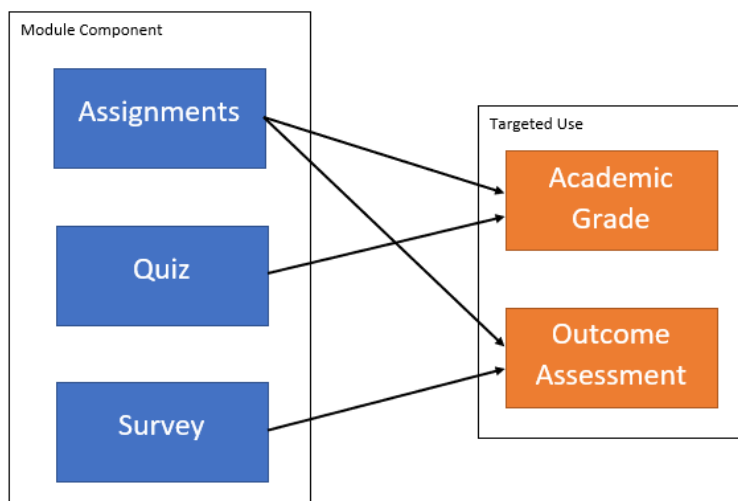 Module Component
Assignments
Quiz
Survey
Targeted Use
Academic
Grade
Outcome
Assessment